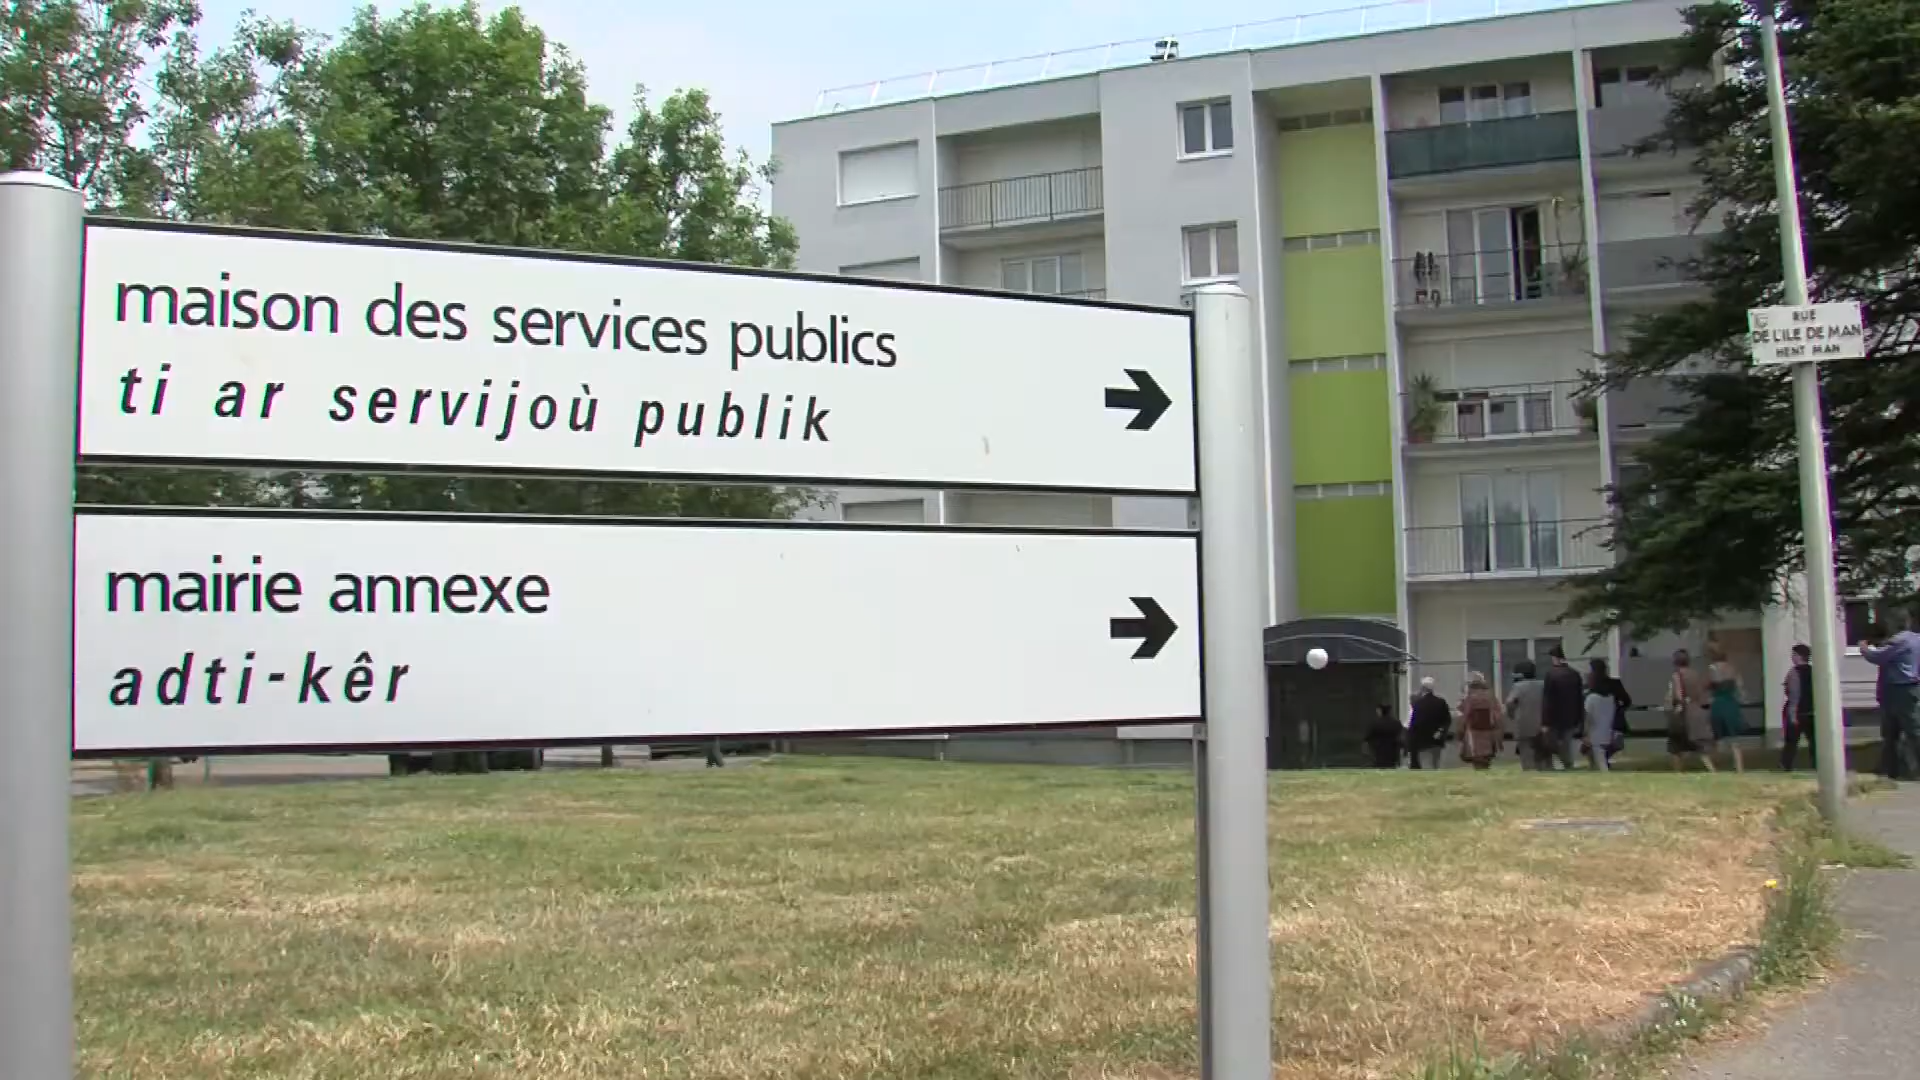 maison des services publics
ti ar servijoù publik
mairie annexe
adti-kêr
RUE
DE L'ILE DE MAN
HENT MAN